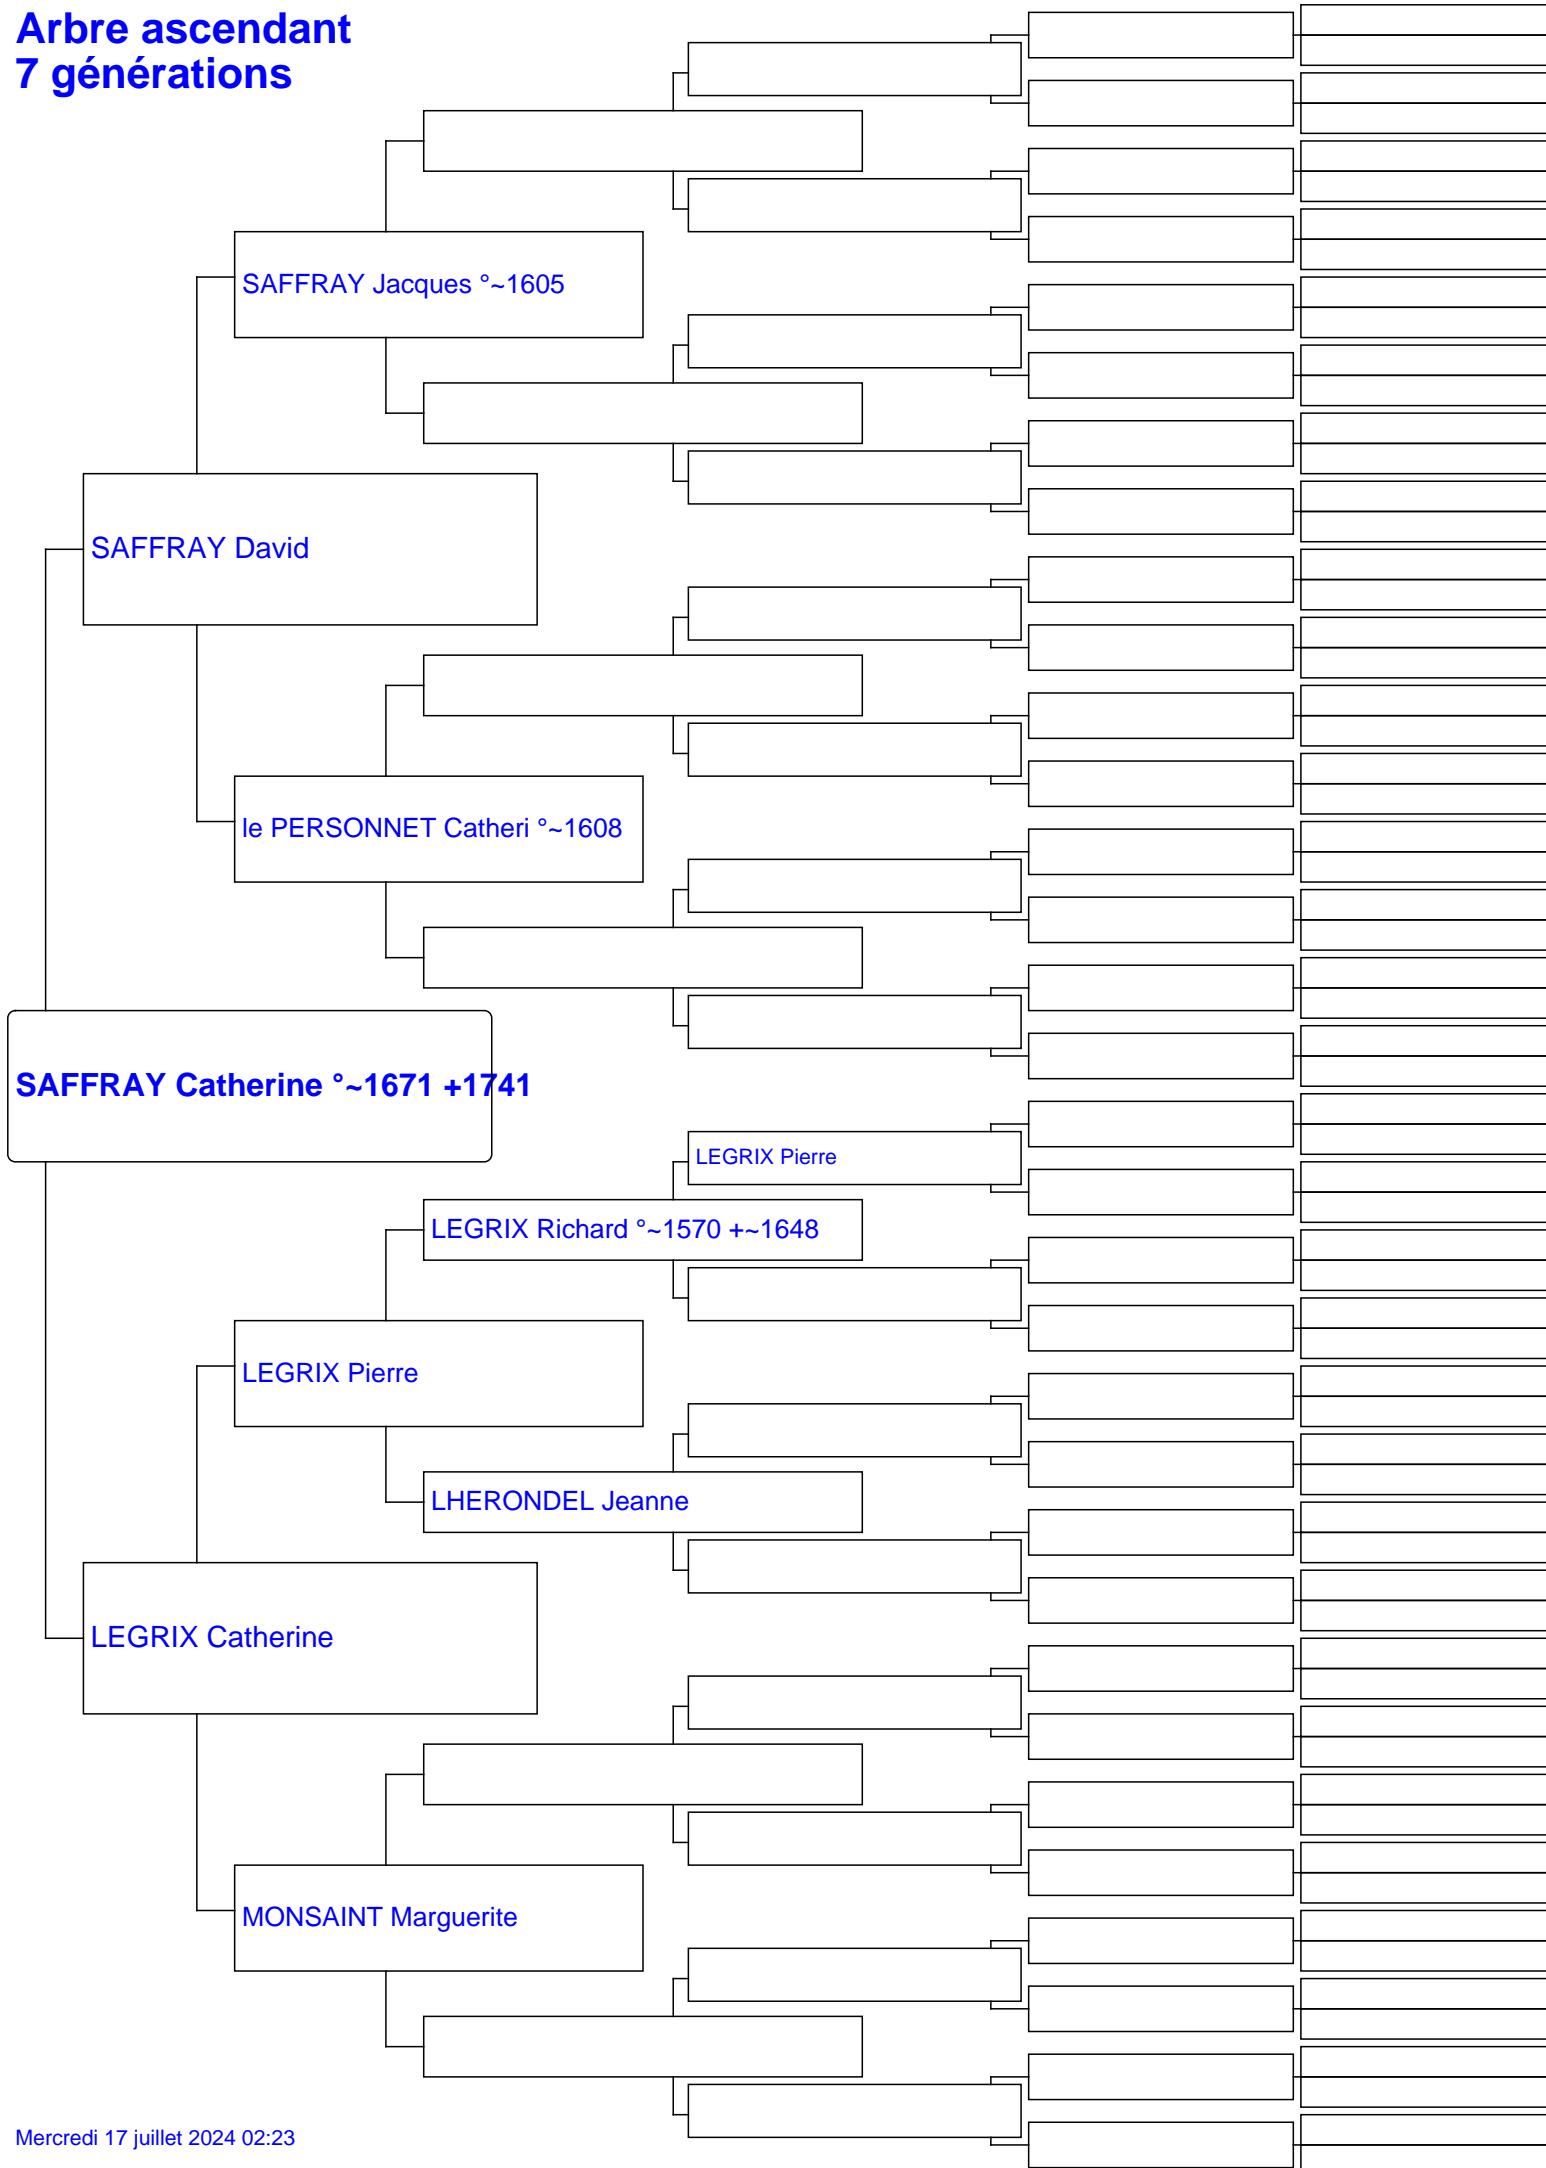 Arbre ascendant
7 générations
SAFFRAY Jacques °~1605
SAFFRAY David
le PERSONNET Catheri °~1608
SAFFRAY Catherine °~1671 +1741
LEGRIX Pierre
LEGRIX Richard °~1570 +~1648
LEGRIX Pierre
LHERONDEL Jeanne
LEGRIX Catherine
MONSAINT Marguerite
Mercredi 17 juillet 2024 02:23